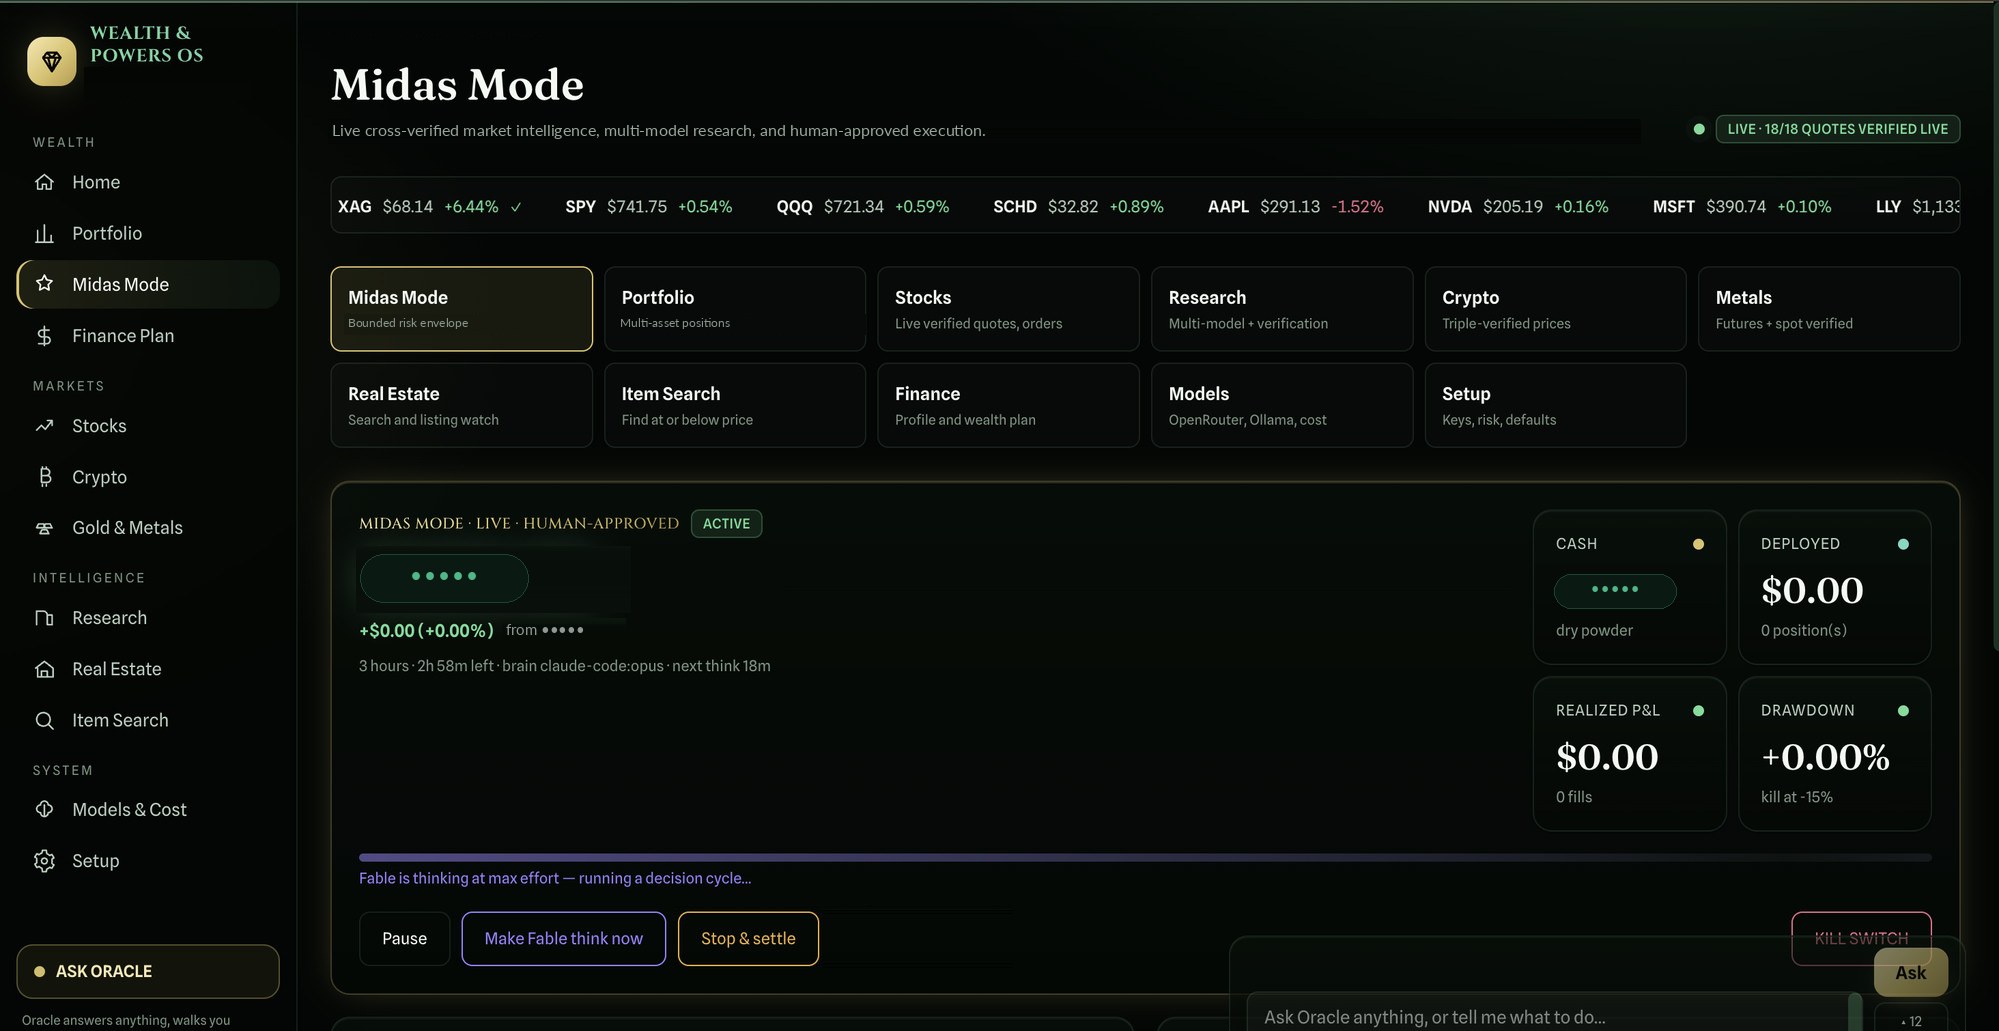 WEALTH &
POWERS OS
WEALTH
Home
Portfolio
Midas Mode
Finance Plan
MARKETS
Stocks
Crypto
Gold & Metals
INTELLIGENCE
Research
Real Estate
Item Search
SYSTEM
Models & Cost
Setup
ASK ORACLE
Oracle answers anything, walks you
Midas Mode
Live cross-verified market intelligence, multi-model research, and human-approved execution.
LIVE · 18/18 QUOTES VERIFIED LIVE
XAG $68.14 +6.44% ✓ SPY $741.75 +0.54% QQQ $721.34 +0.59% SCHD $32.82 +0.89% AAPL $291.13 -1.52% NVDA $205.19 +0.16% MSFT $390.74 +0.10% LLY $1,133
Midas Mode
Bounded risk envelope
Portfolio
Multi-asset positions
Stocks
Live verified quotes, orders
Research
Multi-model + verification
Crypto
Triple-verified prices
Metals
Futures + spot verified
Real Estate
Search and listing watch
Item Search
Find at or below price
Finance
Profile and wealth plan
Models
OpenRouter, Ollama, cost
Setup
Keys, risk, defaults
MIDAS MODE · LIVE · HUMAN-APPROVED ACTIVE
•••••
+$0.00 (+0.00%) from •••••
3 hours · 2h 58m left · brain claude-code:opus · next think 18m
CASH
•••••
dry powder
DEPLOYED
$0.00
0 position(s)
REALIZED P&L
$0.00
0 fills
DRAWDOWN
+0.00%
kill at -15%
Fable is thinking at max effort — running a decision cycle...
Pause
Make Fable think now
Stop & settle
KILL SWITCH
Ask
Ask Oracle anything, or tell me what to do...
12